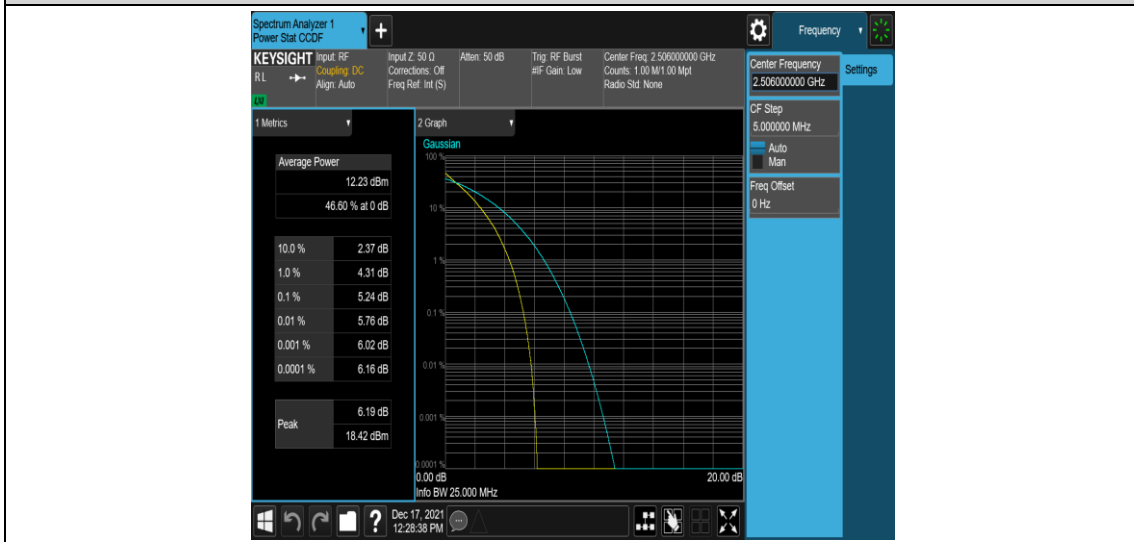 Spectrum Analyzer 1
Power Stat CCDF
+
Frequency
KEYSIGHT
RL
LXI
Input: RF
Coupling: DC
Align: Auto
Input Z: 50 Ω
Corrections: Off
Freq Ref: Int (S)
Atten: 50 dB
Trig: RF Burst
#IF Gain: Low
Center Freq: 2.506000000 GHz
Counts: 1.00 M/1.00 Mpt
Radio Std: None
Center Frequency
2.506000000 GHz
Settings
CF Step
5.000000 MHz
Auto
Man
Freq Offset
0 Hz
1 Metrics
Average Power
12.23 dBm
46.60 % at 0 dB
10.0 % 2.37 dB
1.0 % 4.31 dB
0.1 % 5.24 dB
0.01 % 5.76 dB
0.001 % 6.02 dB
0.0001 % 6.16 dB
Peak
6.19 dB
18.42 dBm
2 Graph
Gaussian
100 %
10 %
1 %
0.1 %
0.01 %
0.001 %
0.0001 %
0.00 dB 20.00 dB
Info BW 25.000 MHz
?
Dec 17, 2021
12:28:38 PM